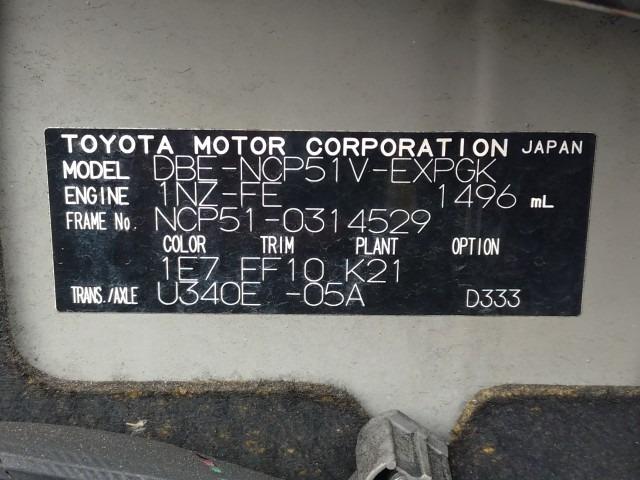 TOYOTA MOTOR CORPORATION JAPAN
MODEL DBE-NCP51V-EXPGK
ENGINE 1NZ-FE 1496 mL
FRAME No. NCP51-0314529
COLOR TRIM PLANT OPTION
1E7 FF10 K21
TRANS./AXLE U340E -05A D333